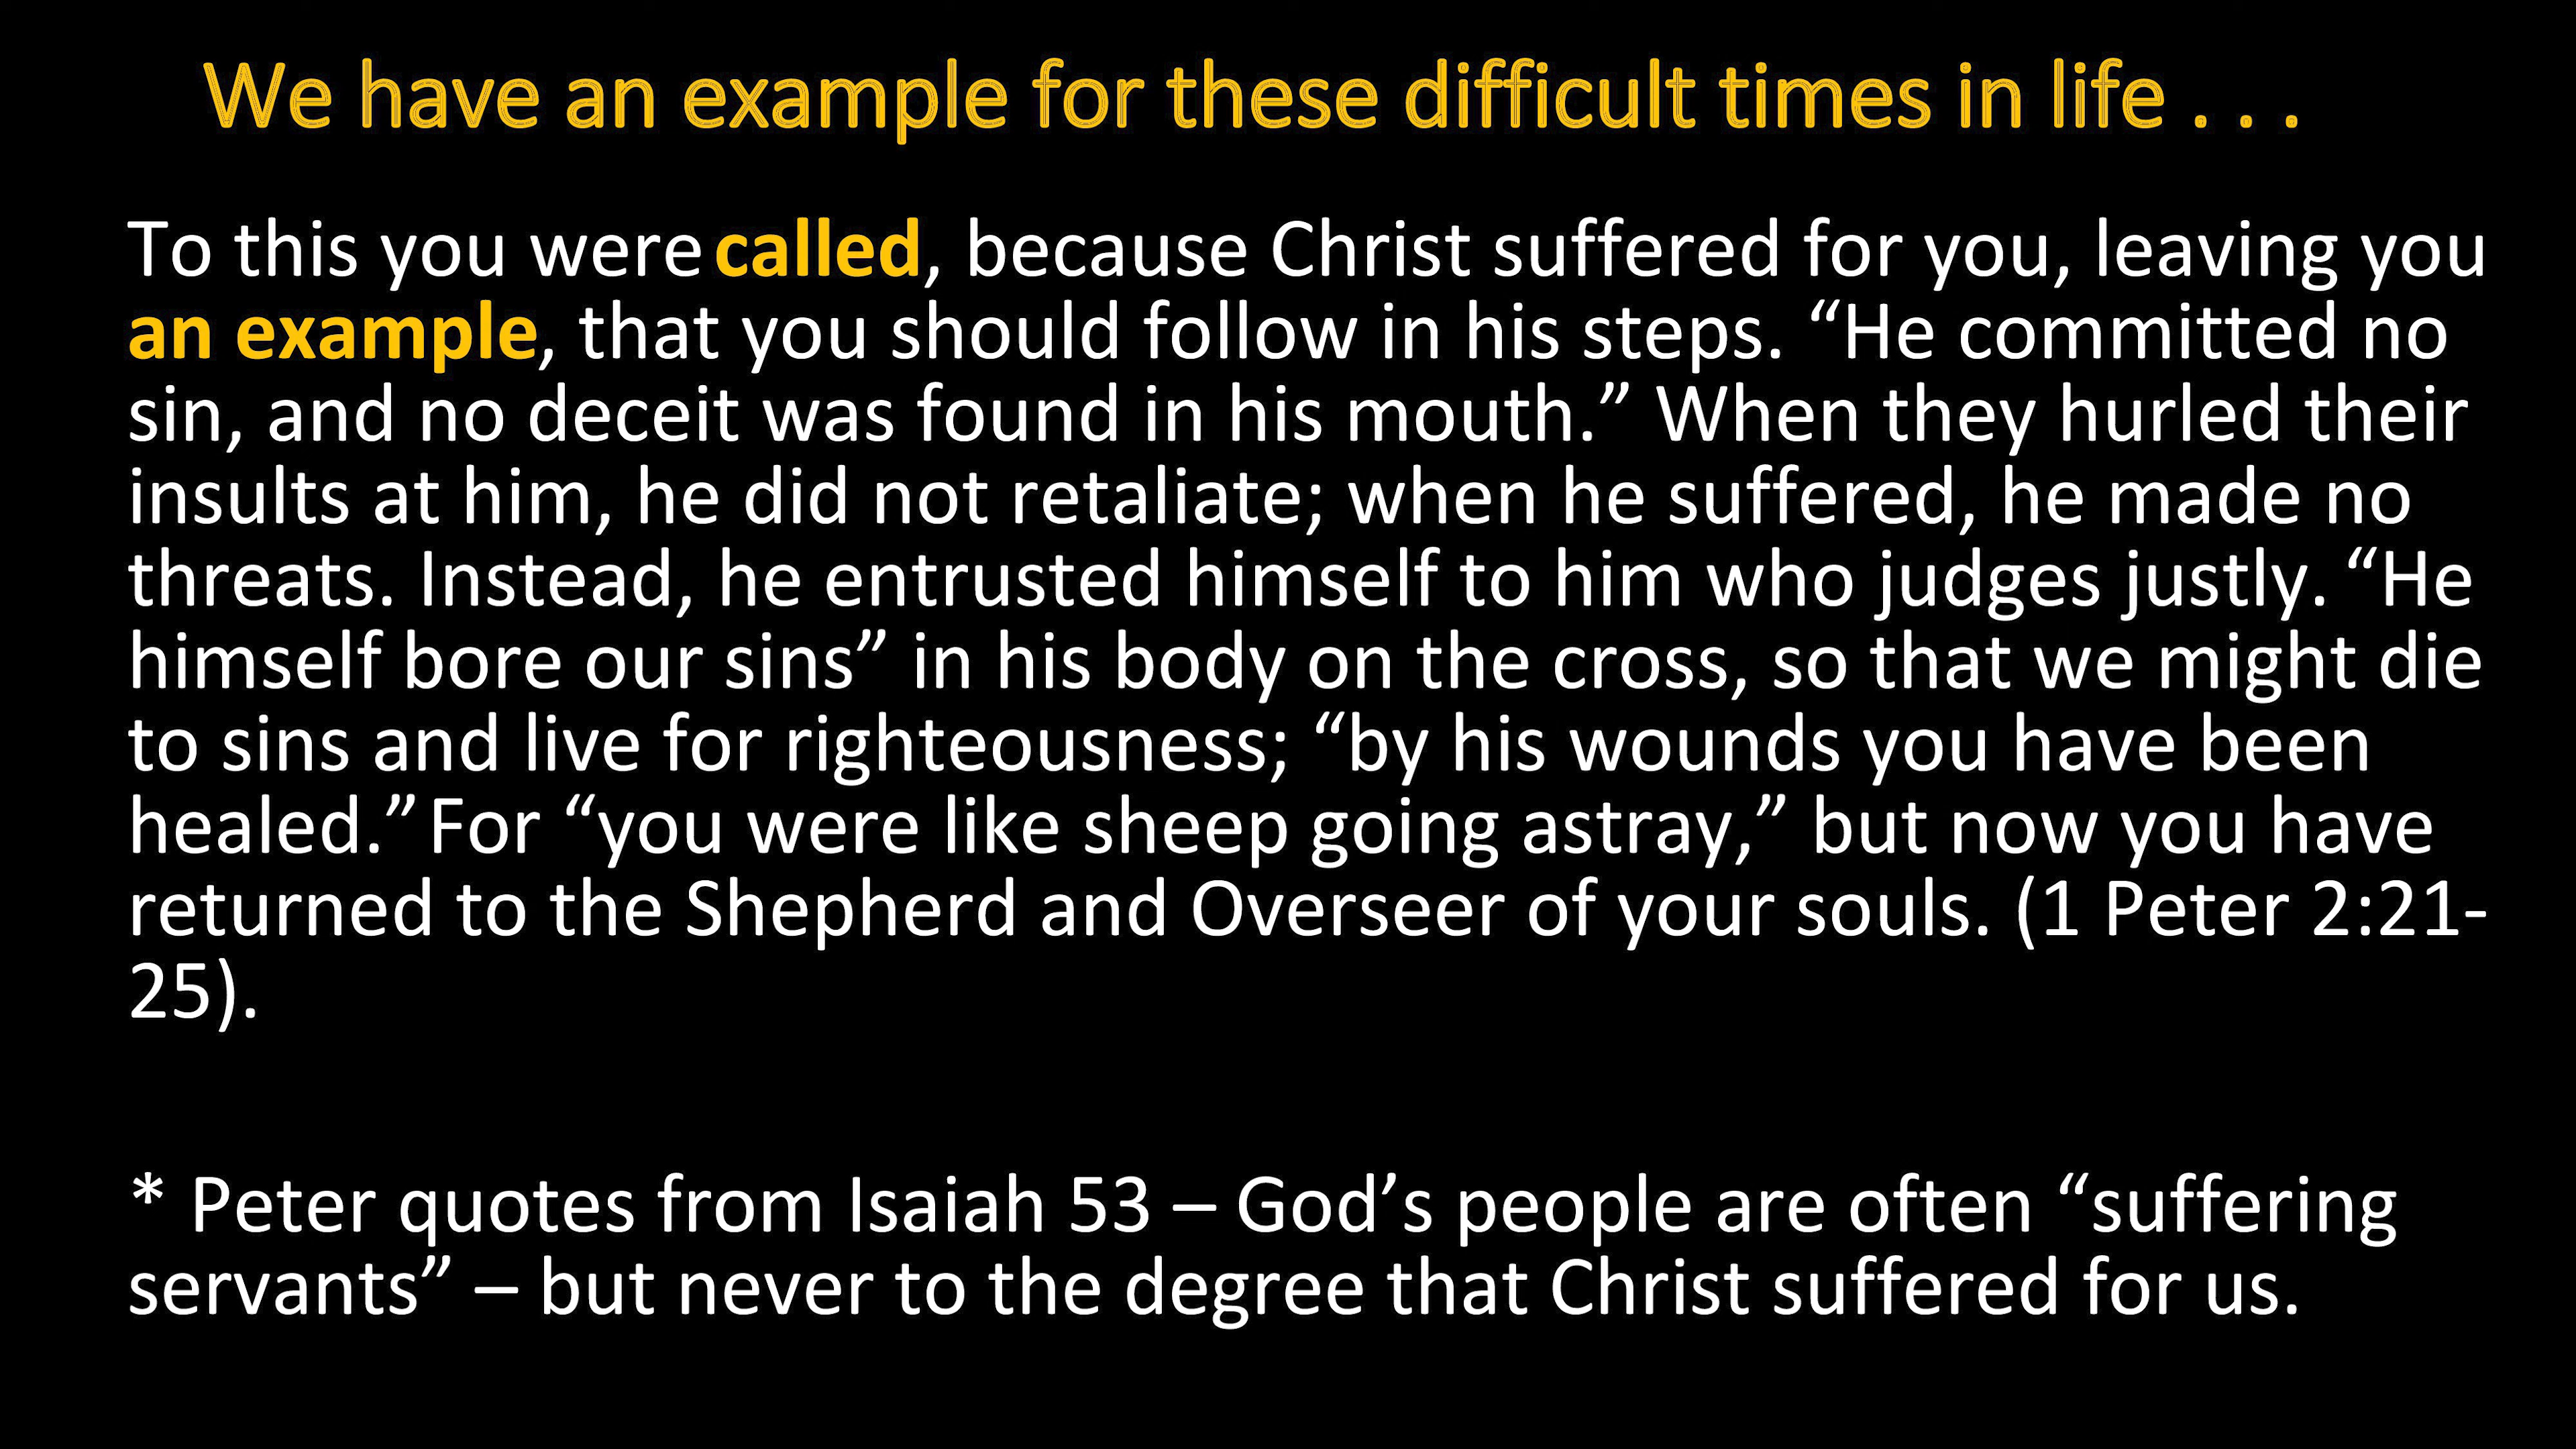 We have an example for these difficult times in life . . .
To this you were called, because Christ suffered for you, leaving you
an example, that you should follow in his steps. “He committed no
sin, and no deceit was found in his mouth.” When they hurled their
insults at him, he did not retaliate; when he suffered, he made no
threats. Instead, he entrusted himself to him who judges justly. “He
himself bore our sins” in his body on the cross, so that we might die
to sins and live for righteousness; “by his wounds you have been
healed.” For “you were like sheep going astray,” but now you have
returned to the Shepherd and Overseer of your souls. (1 Peter 2:21-
25).
* Peter quotes from Isaiah 53 – God’s people are often “suffering
servants” – but never to the degree that Christ suffered for us.